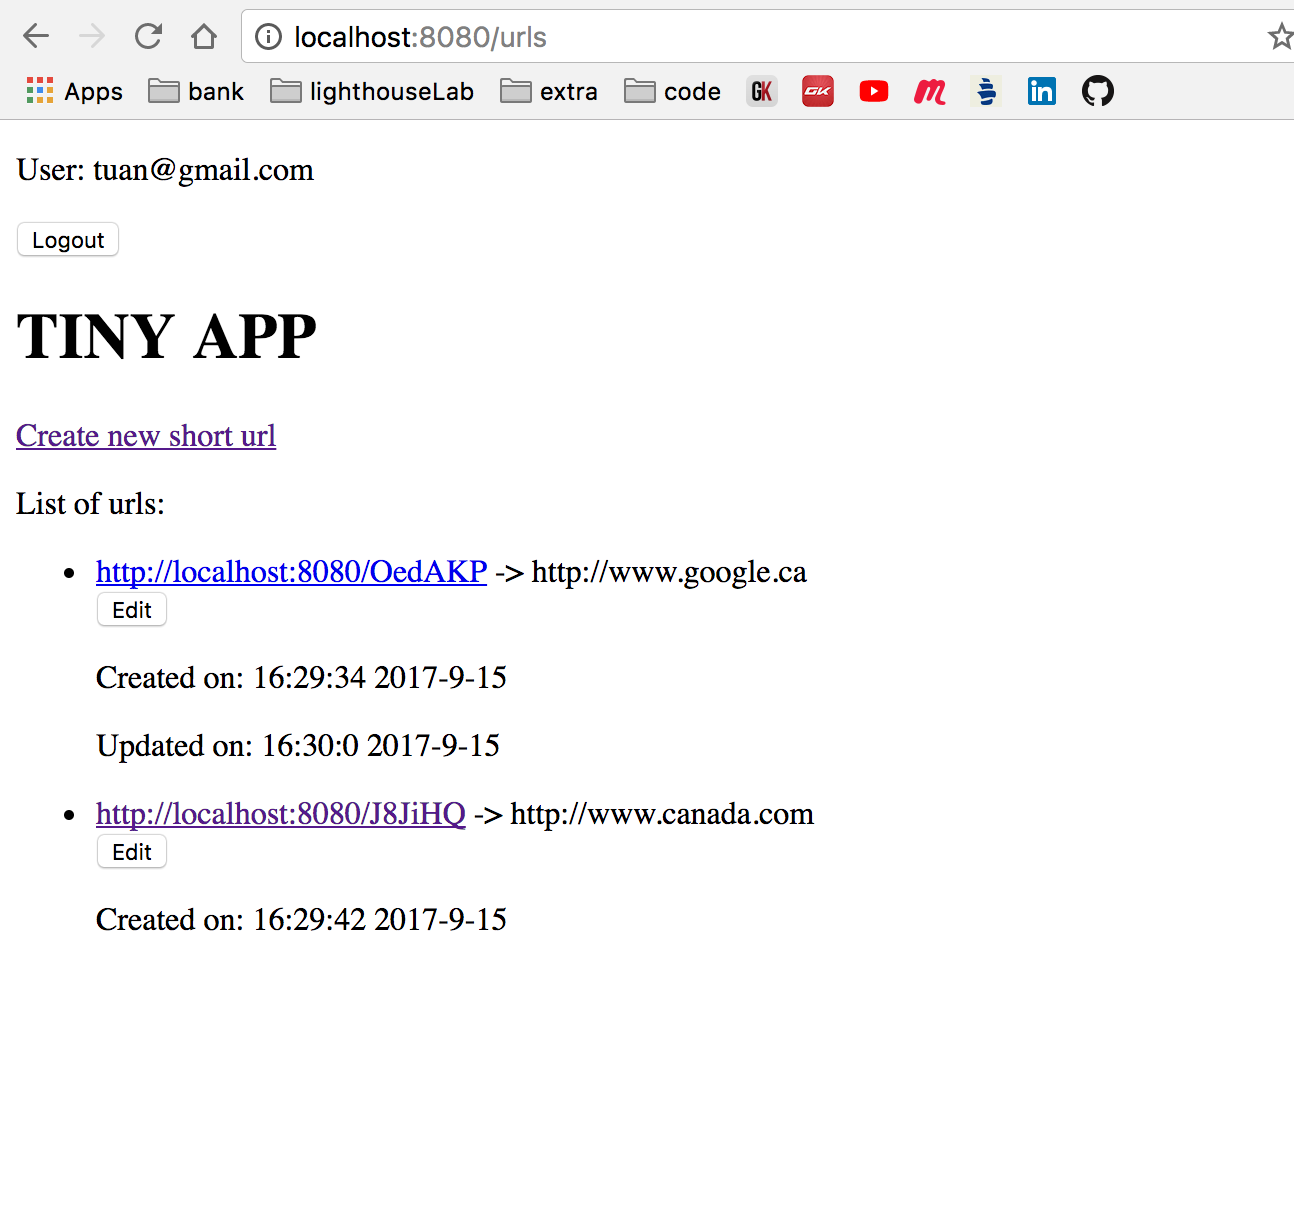 localhost:8080/urls
Apps bank lighthouseLab extra code GK GK m in
User: tuan@gmail.com
Logout
TINY APP
Create new short url
List of urls:
http://localhost:8080/OedAKP -> http://www.google.ca
Edit
Created on: 16:29:34 2017-9-15
Updated on: 16:30:0 2017-9-15
http://localhost:8080/J8JiHQ -> http://www.canada.com
Edit
Created on: 16:29:42 2017-9-15